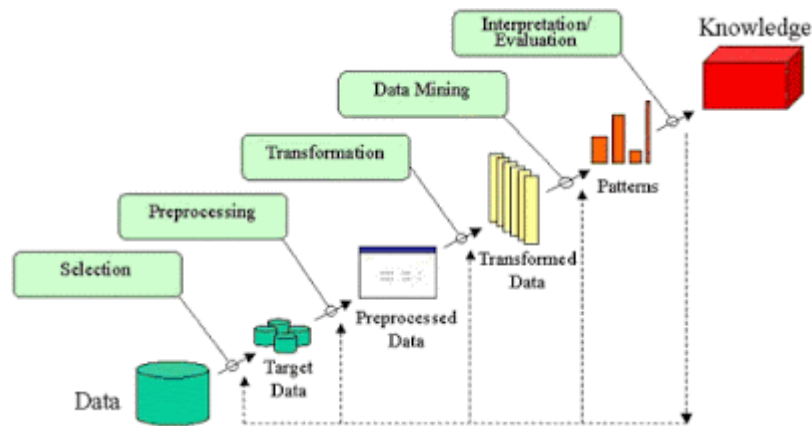 Interpretation/
Evaluation
Knowledge
Data Mining
Transformation
Patterns
Preprocessing
Transformed
Data
Selection
Preprocessed
Data
Target
Data
Data